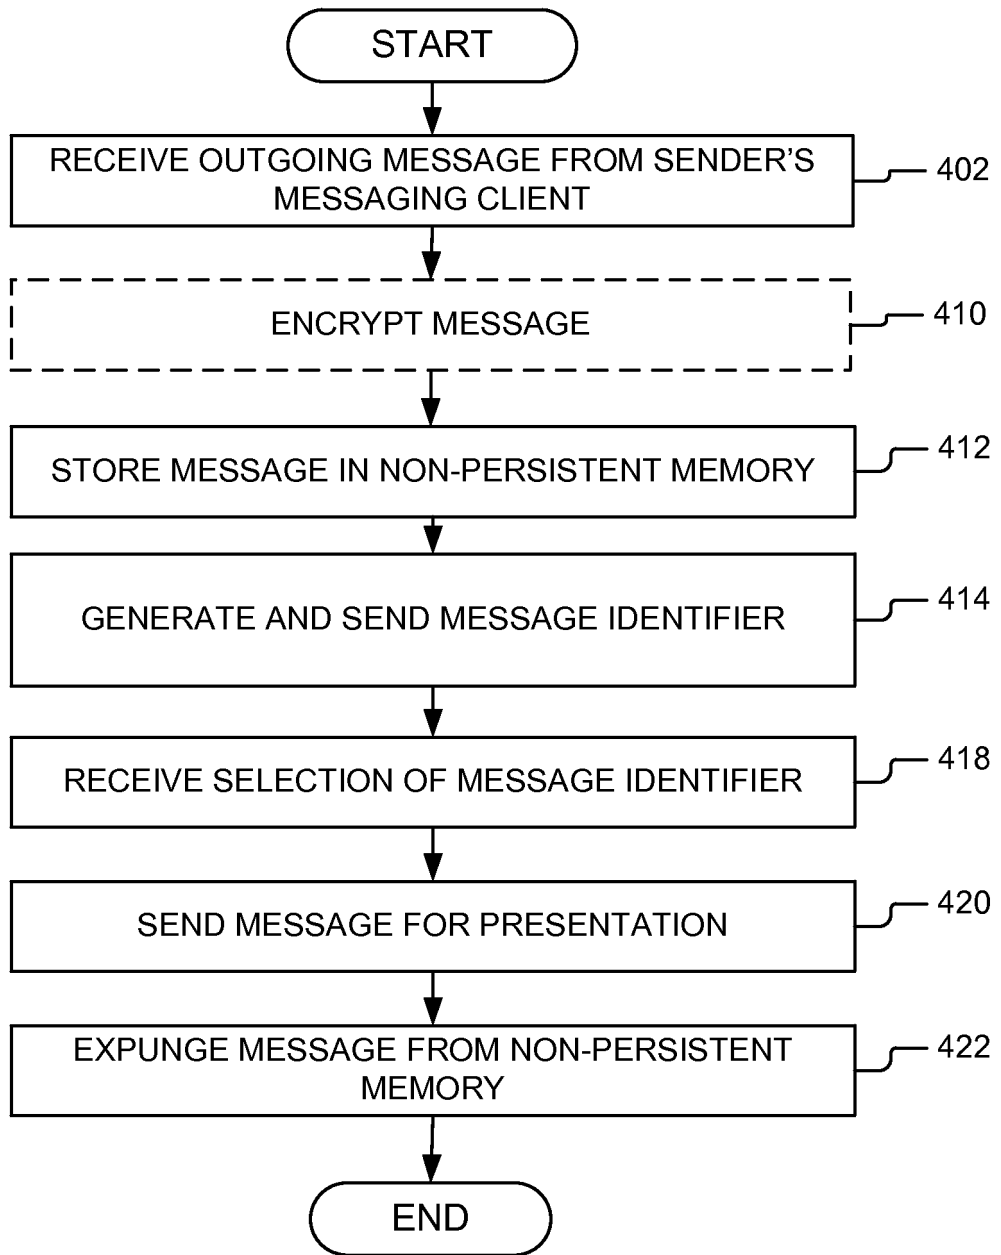 START
RECEIVE OUTGOING MESSAGE FROM SENDER'S
MESSAGING CLIENT
402
ENCRYPT MESSAGE
410
STORE MESSAGE IN NON-PERSISTENT MEMORY
412
GENERATE AND SEND MESSAGE IDENTIFIER
414
RECEIVE SELECTION OF MESSAGE IDENTIFIER
418
SEND MESSAGE FOR PRESENTATION
420
EXPUNGE MESSAGE FROM NON-PERSISTENT
MEMORY
422
END